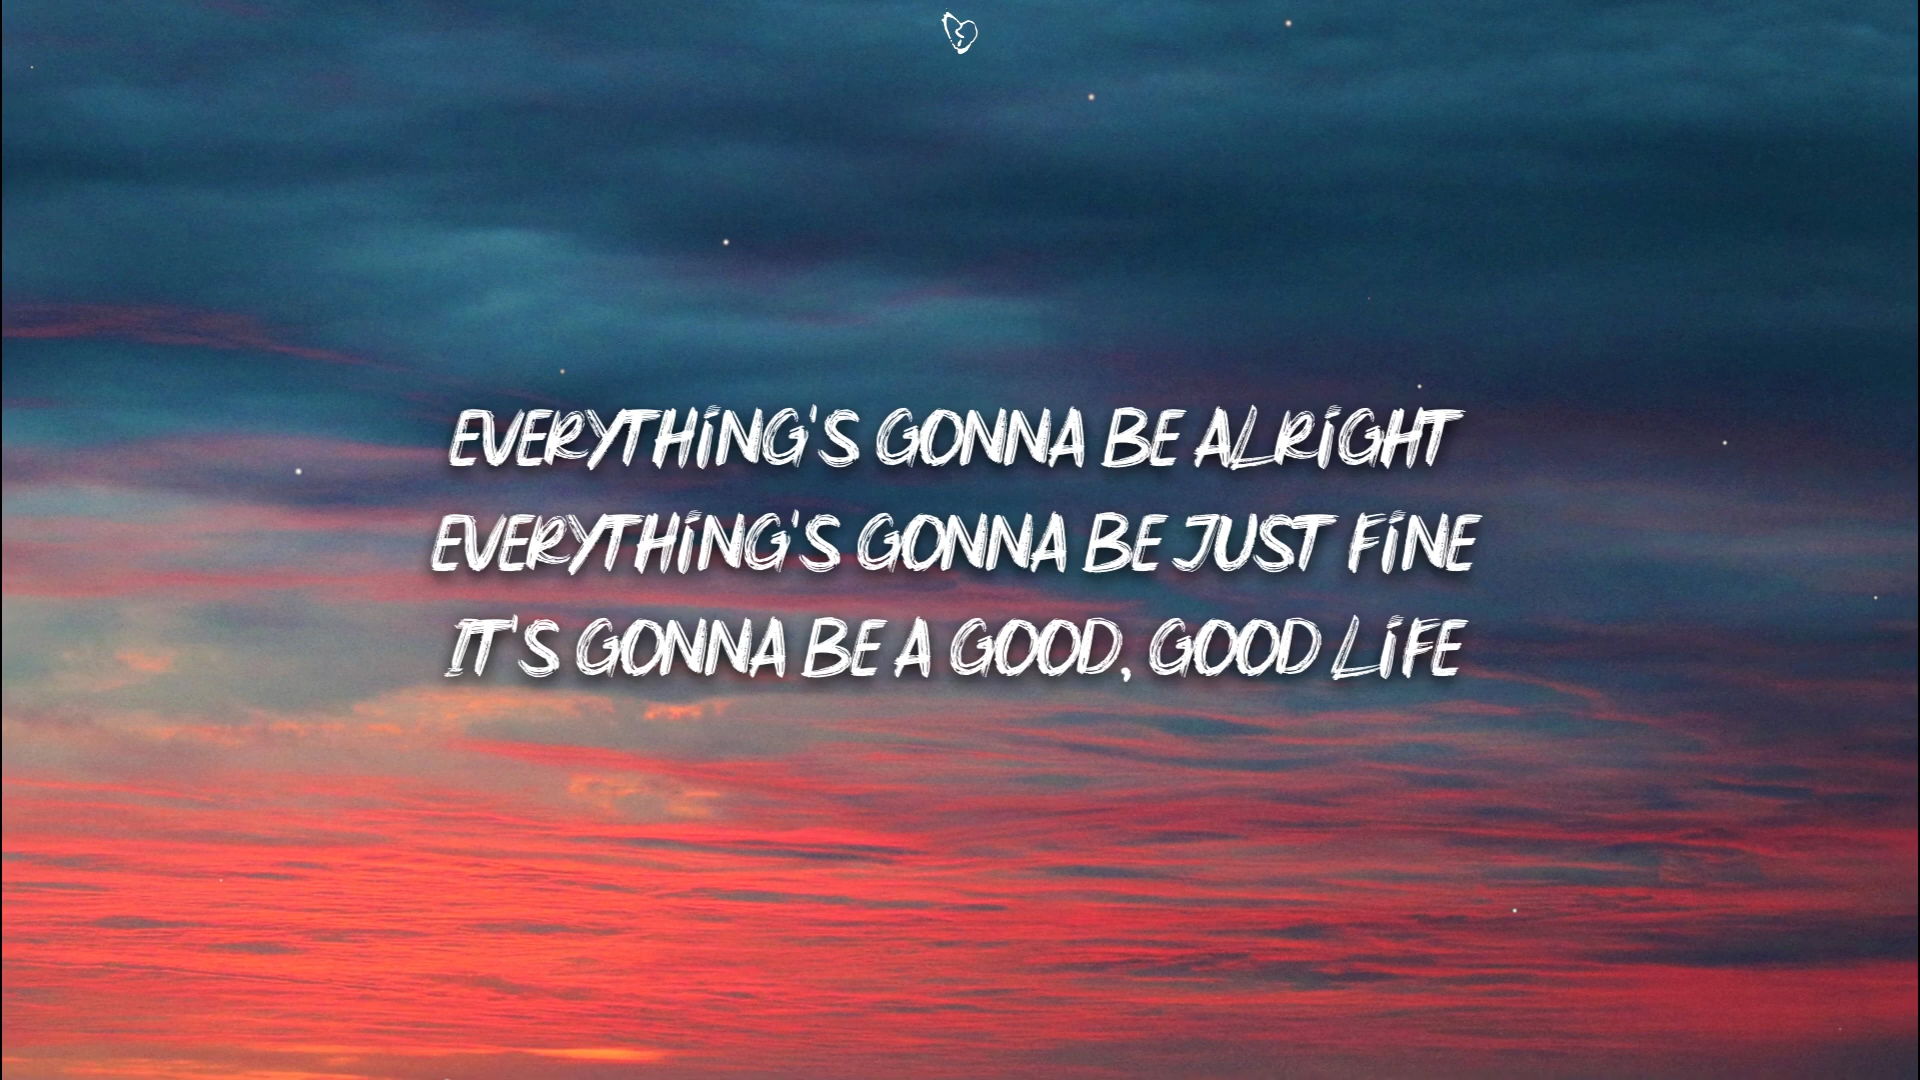 EVERYTHING'S GONNA BE ALRIGHT
EVERYTHING'S GONNA BE JUST FINE
IT'S GONNA BE A GOOD, GOOD LIFE